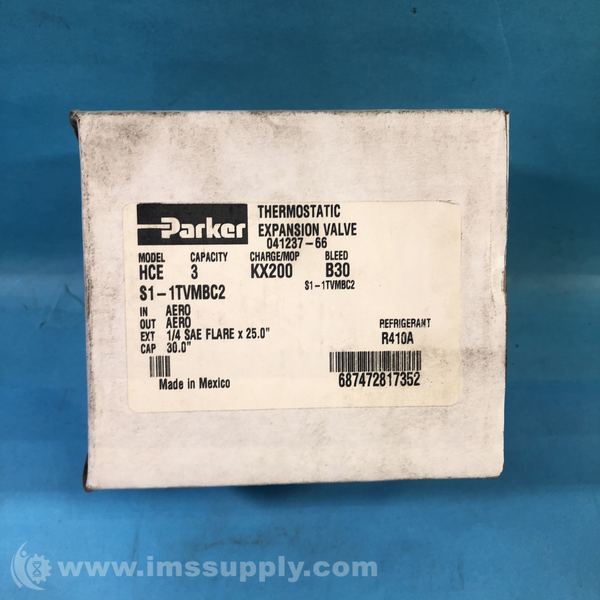 Parker
THERMOSTATIC
EXPANSION VALVE
041237-66
MODEL CAPACITY CHARGE/MOP BLEED
HCE 3 KX200 B30
S1-1TVMBC2
S1-1TVMBC2
IN AERO
OUT AERO
EXT 1/4 SAE FLARE x 25.0"
CAP 30.0"
REFRIGERANT
R410A
Made in Mexico
687472817352
www.imssupply.com